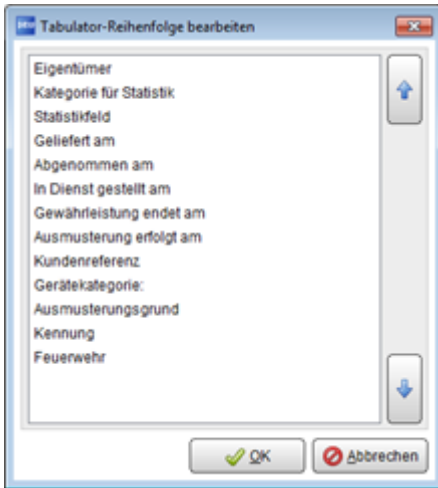 Tabulator-Reihenfolge bearbeiten
Eigentümer
Kategorie für Statistik
Statistikfeld
Geliefert am
Abgenommen am
In Dienst gestellt am
Gewährleistung endet am
Ausmusterung erfolgt am
Kundenreferenz
Gerätekategorie:
Ausmusterungsgrund
Kennung
Feuerwehr
OK
Abbrechen